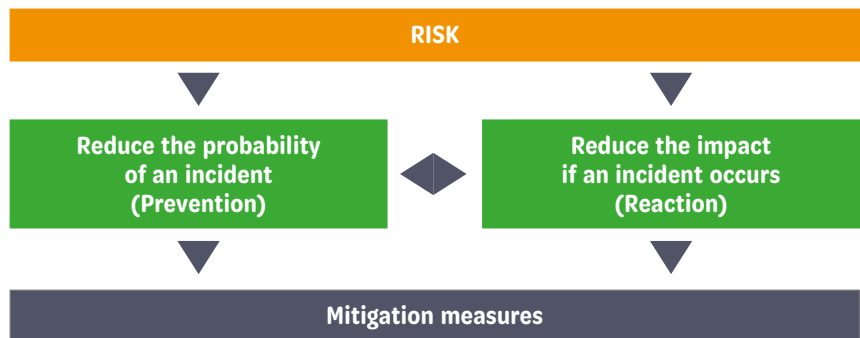 RISK
Reduce the probability
of an incident
(Prevention)
Reduce the impact
if an incident occurs
(Reaction)
Mitigation measures